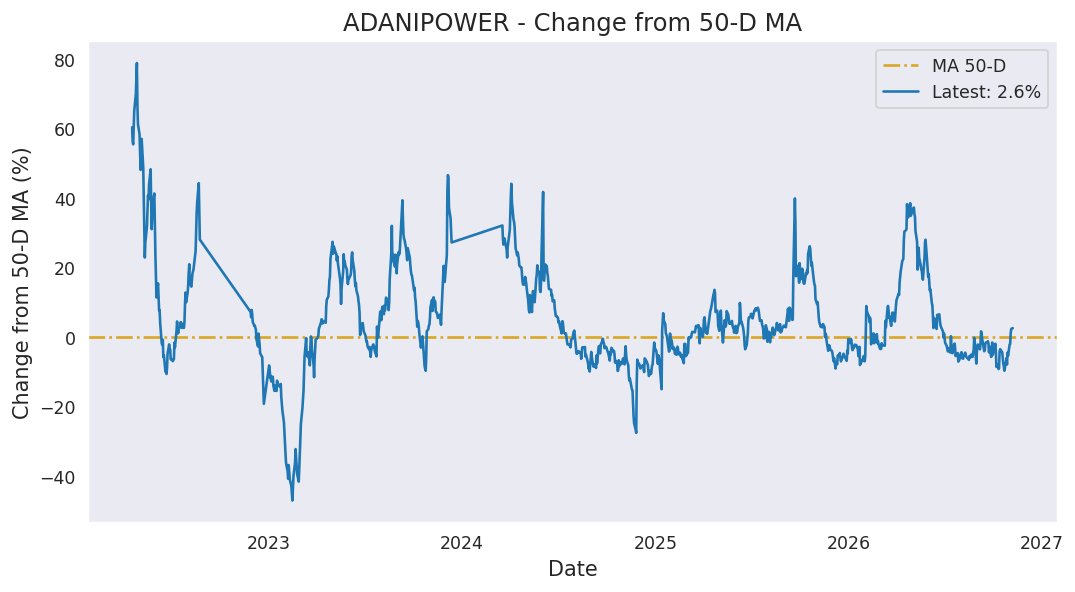 ADANIPOWER - Change from 50-D MA
MA 50-D
Latest: 2.6%
Change from 50-D MA (%)
80
60
40
20
0
−20
−40
2023
2024
2025
2026
2027
Date